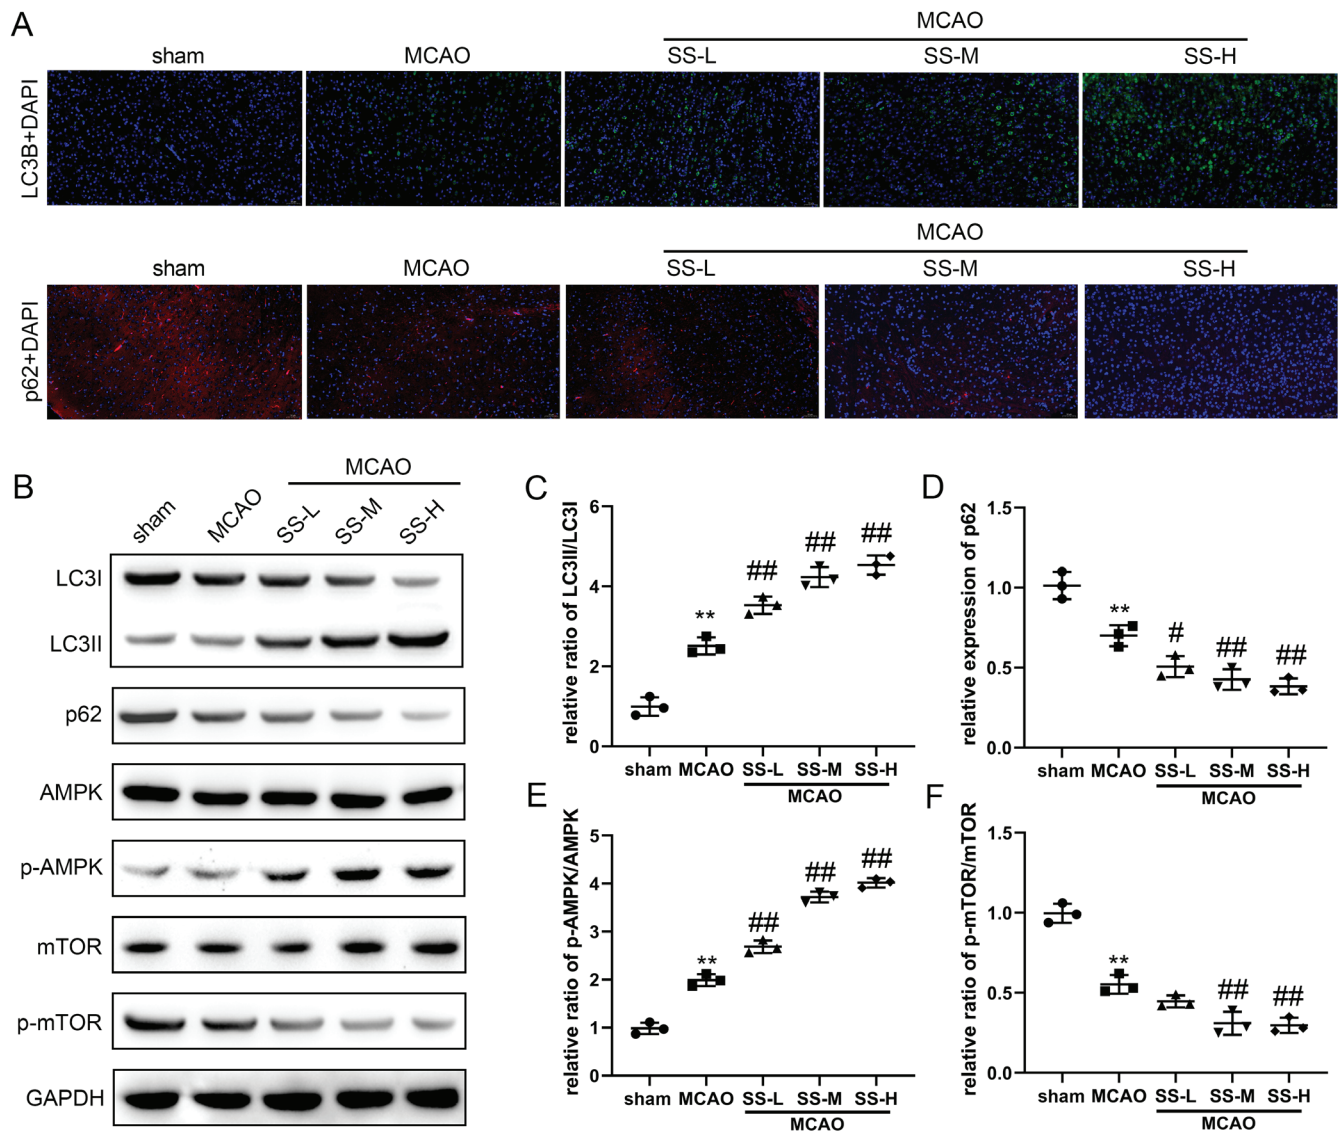 A
MCAO
sham MCAO SS-L SS-M SS-H
LC3B+DAPI
MCAO
sham MCAO SS-L SS-M SS-H
p62+DAPI
B
MCAO
sham MCAO SS-L SS-M SS-H
LC3I
LC3II
p62
AMPK
p-AMPK
mTOR
p-mTOR
GAPDH
C
relative ratio of LC3II/LC3I
6
4
2
0
** ## ## ##
sham MCAO SS-L SS-M SS-H
MCAO
D
relative expression of p62
1.5
1.0
0.5
0.0
** # ## ##
sham MCAO SS-L SS-M SS-H
MCAO
E
relative ratio of p-AMPK/AMPK
5
4
3
2
1
0
** ## ## ##
sham MCAO SS-L SS-M SS-H
MCAO
F
relative ratio of p-mTOR/mTOR
1.5
1.0
0.5
0.0
** ## ##
sham MCAO SS-L SS-M SS-H
MCAO